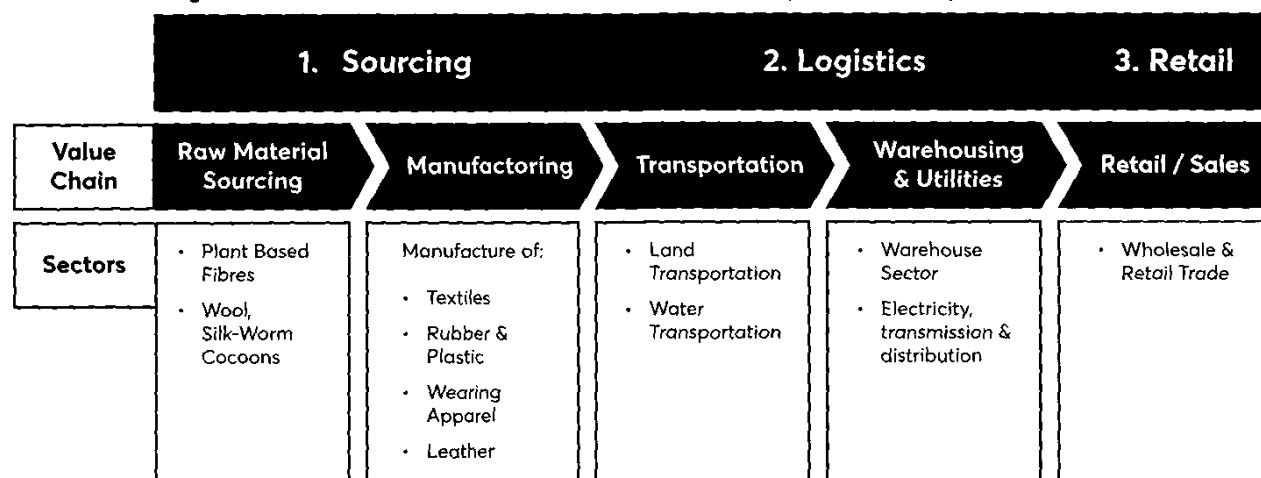 1. Sourcing
2. Logistics
3. Retail
Value
Chain
Raw Material
Sourcing
Manufactoring
Transportation
Warehousing
& Utilities
Retail / Sales
Sectors
• Plant Based
Fibres
• Wool,
Silk-Worm
Cocoons
Manufacture of:
• Textiles
• Rubber &
Plastic
• Wearing
Apparel
• Leather
• Land
Transportation
• Water
Transportation
• Warehouse
Sector
• Electricity,
transmission &
distribution
• Wholesale &
Retail Trade